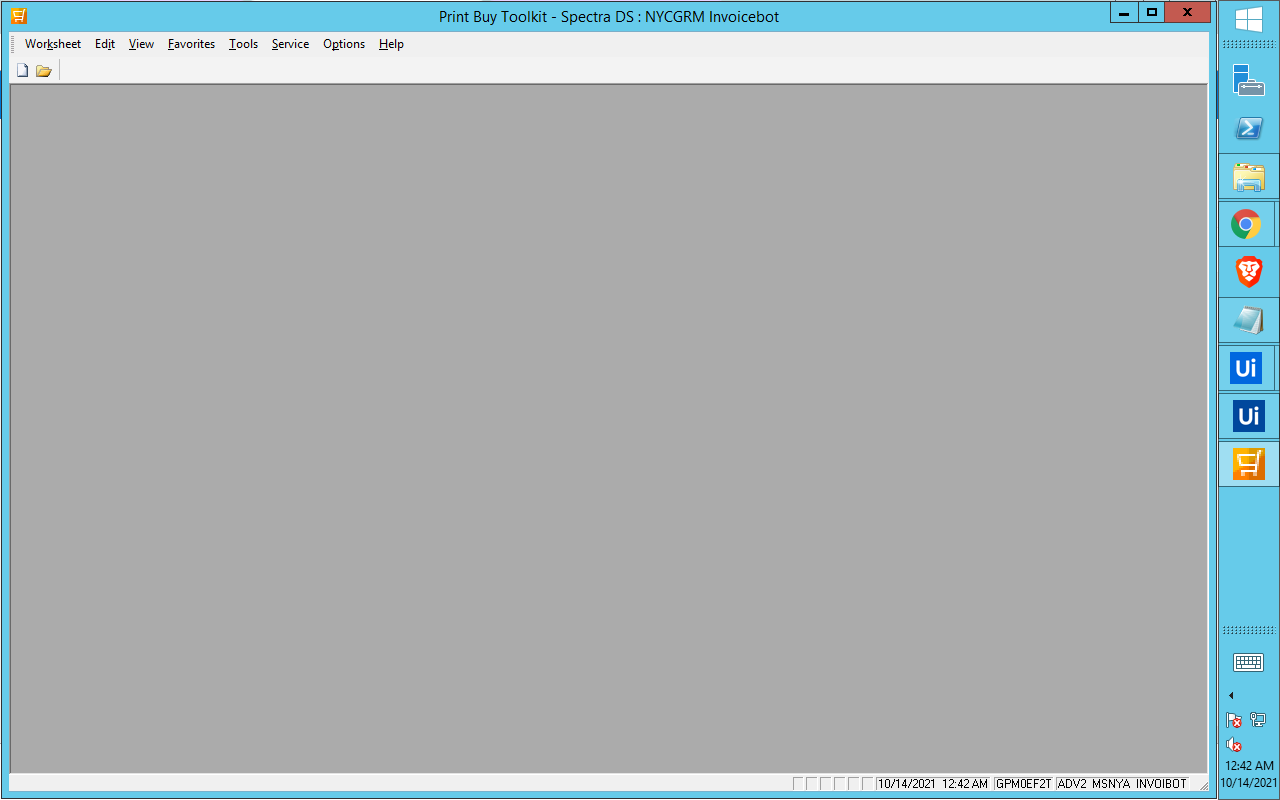 Print Buy Toolkit - Spectra DS : NYCGRM Invoicebot
Worksheet Edit View Favorites Tools Service Options Help
Ui
Ui
10/14/2021 12:42 AM GPM0EF2T ADV2 MSNYA INVOIBOT
12:42 AM
10/14/2021